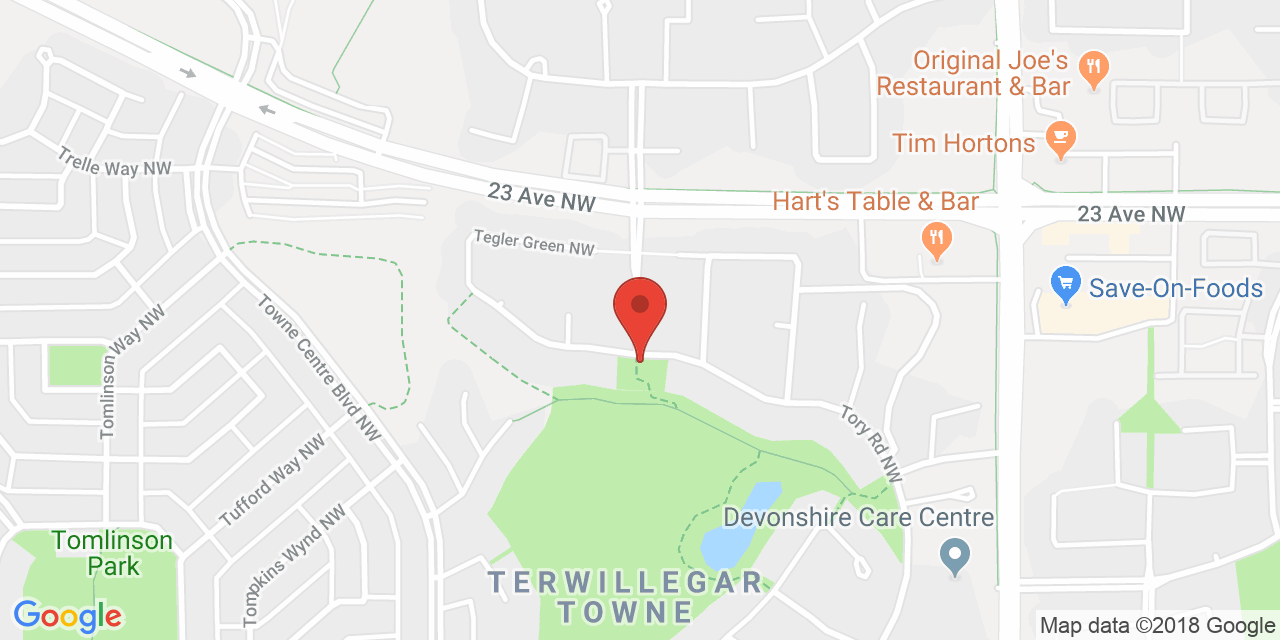 Original Joe's
Restaurant & Bar
Tim Hortons
Trelle Way NW
23 Ave NW
Hart's Table & Bar
23 Ave NW
Tegler Green NW
Save-On-Foods
Towne Centre Blvd NW
Tomlinson Way NW
Tory Rd NW
Tufford Way NW
Tompkins Wynd NW
Devonshire Care Centre
Tomlinson
Park
TERWILLEGAR
TOWNE
Google
Map data ©2018 Google